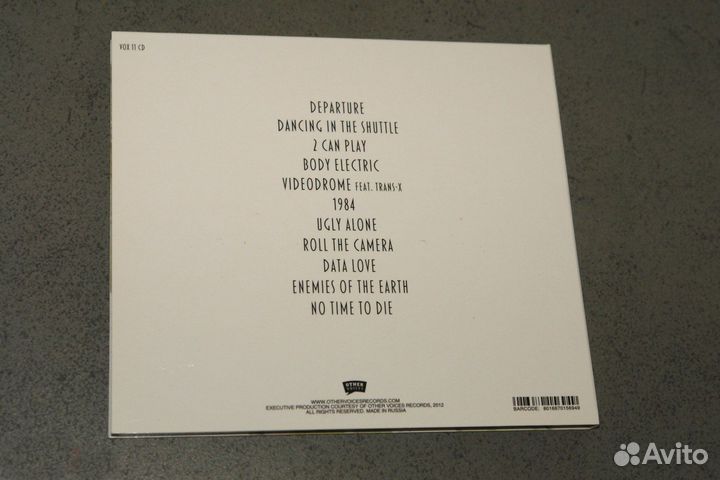 VOX 11 CD
DEPARTURE
DANCING IN THE SHUTTLE
2 CAN PLAY
BODY ELECTRIC
VIDEODROME FEAT. TRANS-X
1984
UGLY ALONE
ROLL THE CAMERA
DATA LOVE
ENEMIES OF THE EARTH
NO TIME TO DIE
OTHER
VOICES
WWW.OTHERVOICESRECORDS.COM
EXECUTIVE PRODUCTION COURTESY OF OTHER VOICES RECORDS, 2012
ALL RIGHTS RESERVED. MADE IN RUSSIA
BARCODE: 8016670156949
Avito